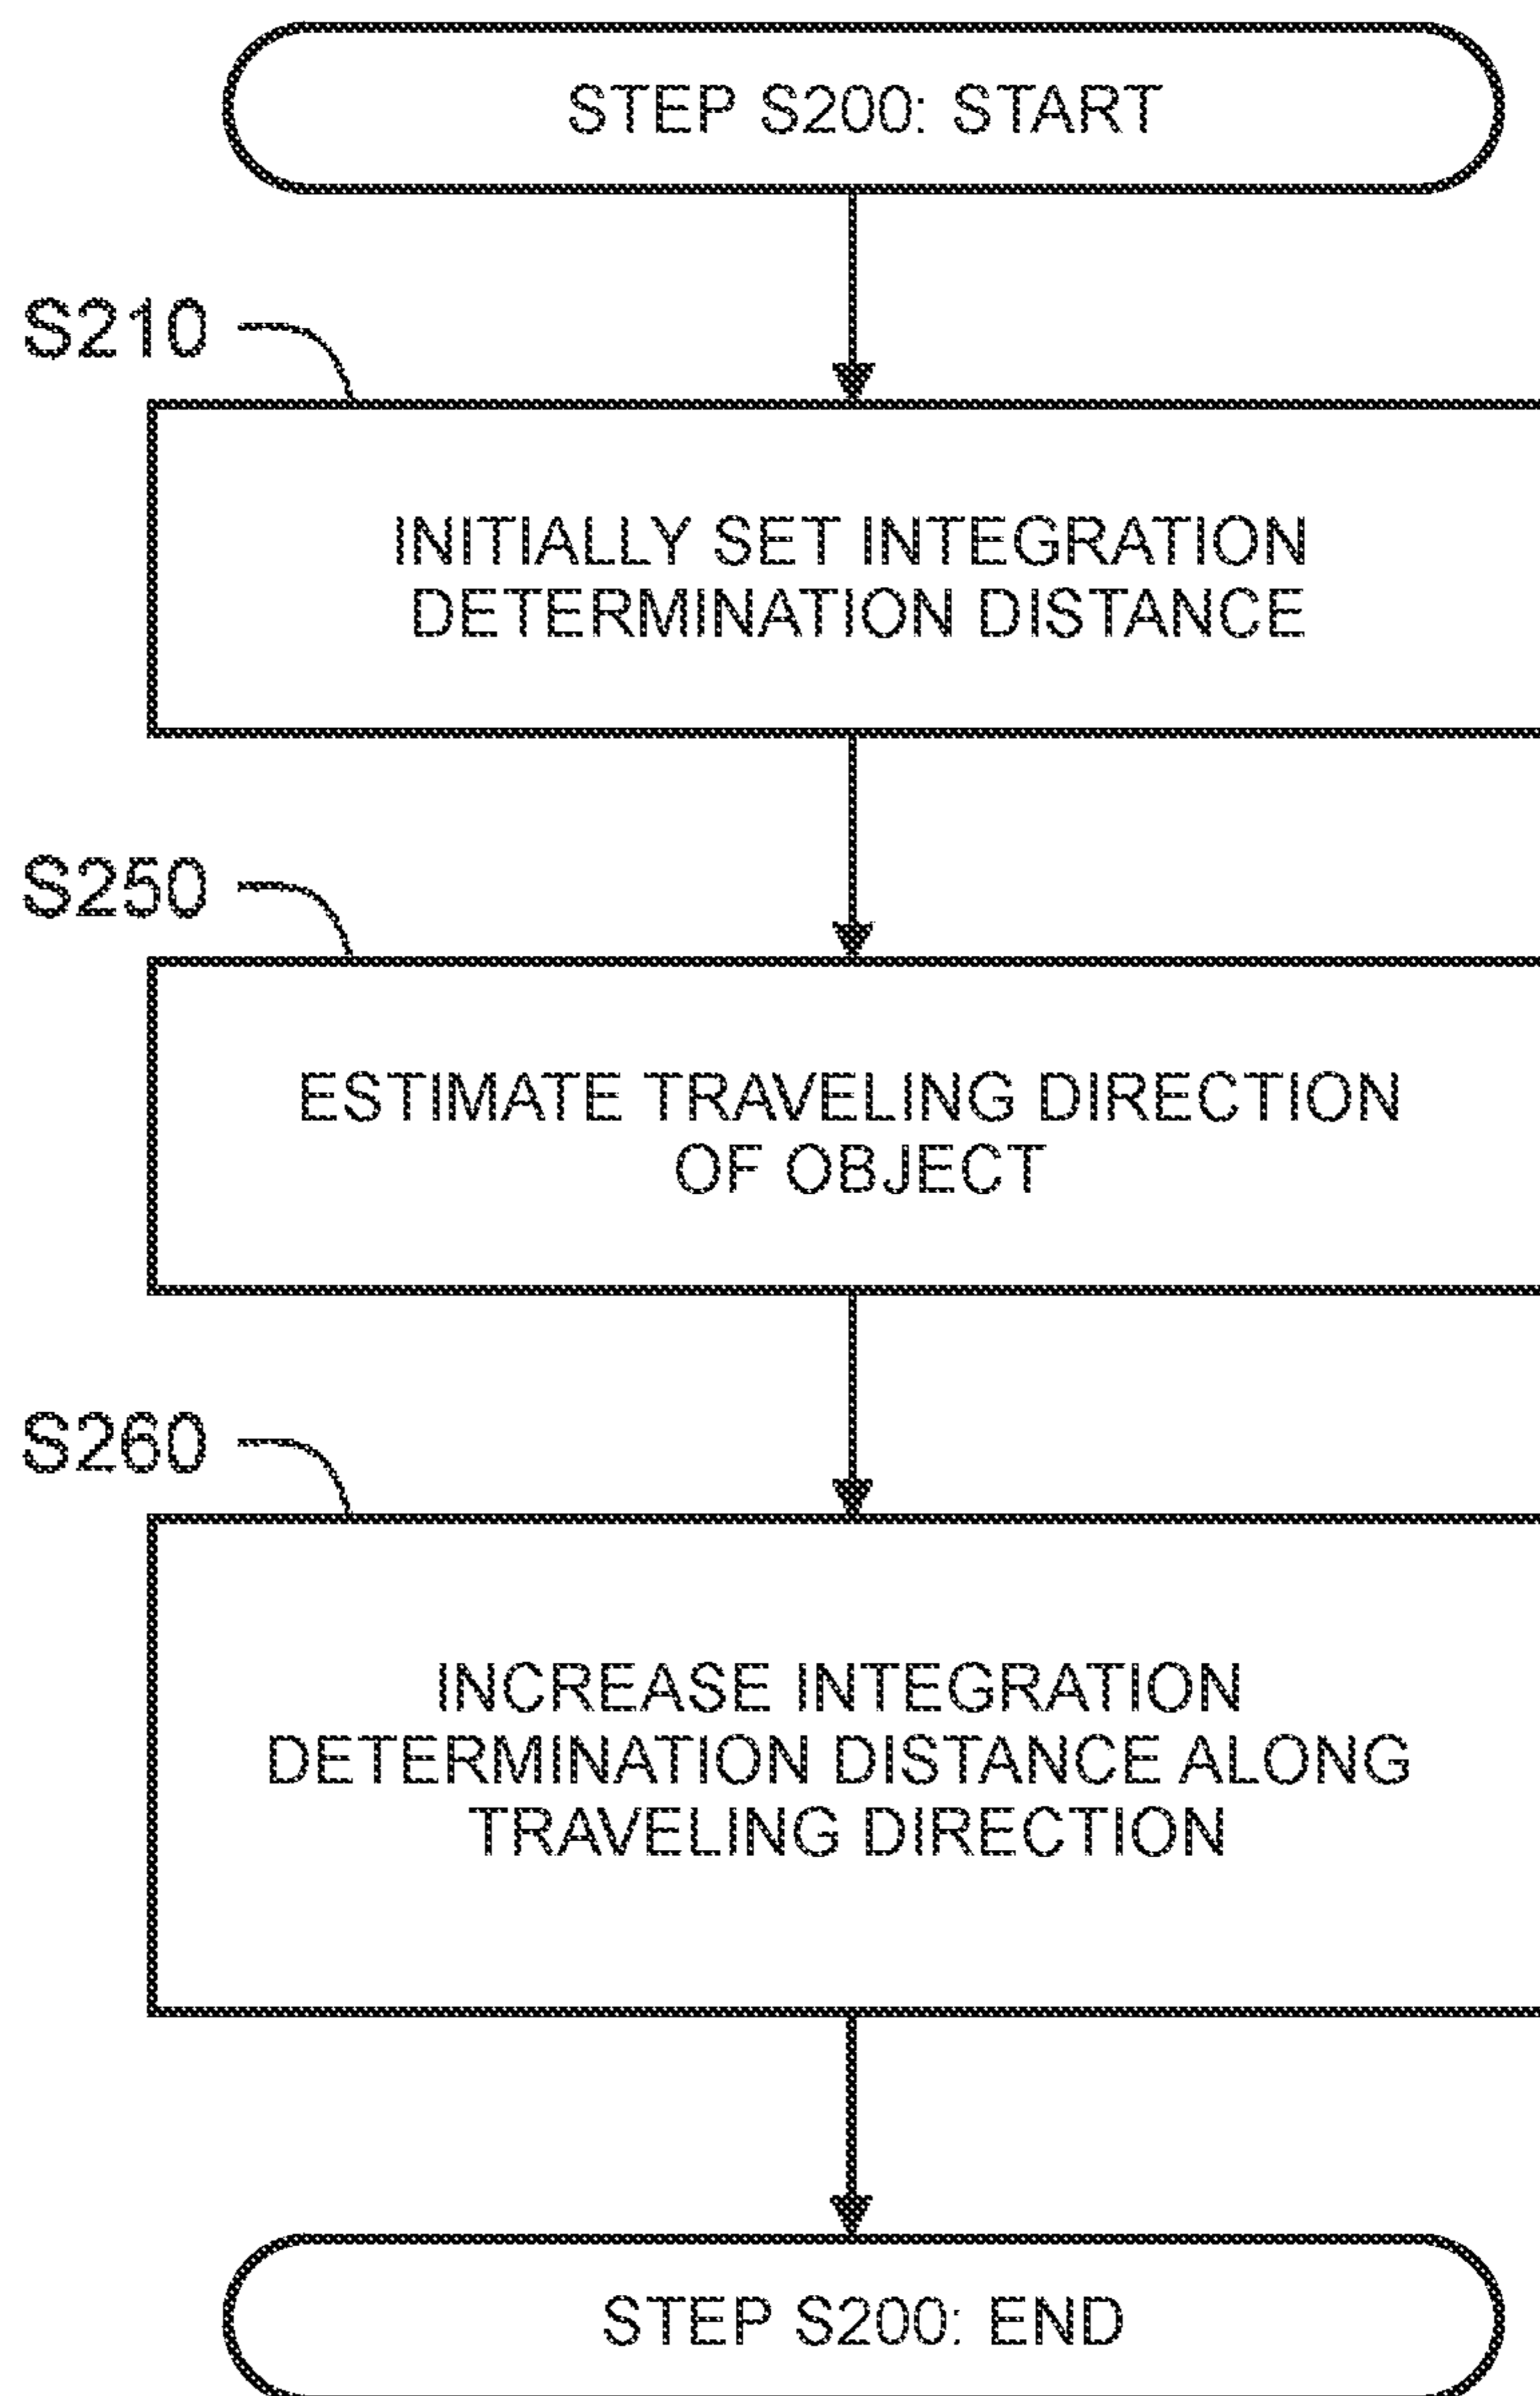 STEP S200: START
S210
INITIALLY SET INTEGRATION
DETERMINATION DISTANCE
S250
ESTIMATE TRAVELING DIRECTION
OF OBJECT
S260
INCREASE INTEGRATION
DETERMINATION DISTANCE ALONG
TRAVELING DIRECTION
STEP S200: END